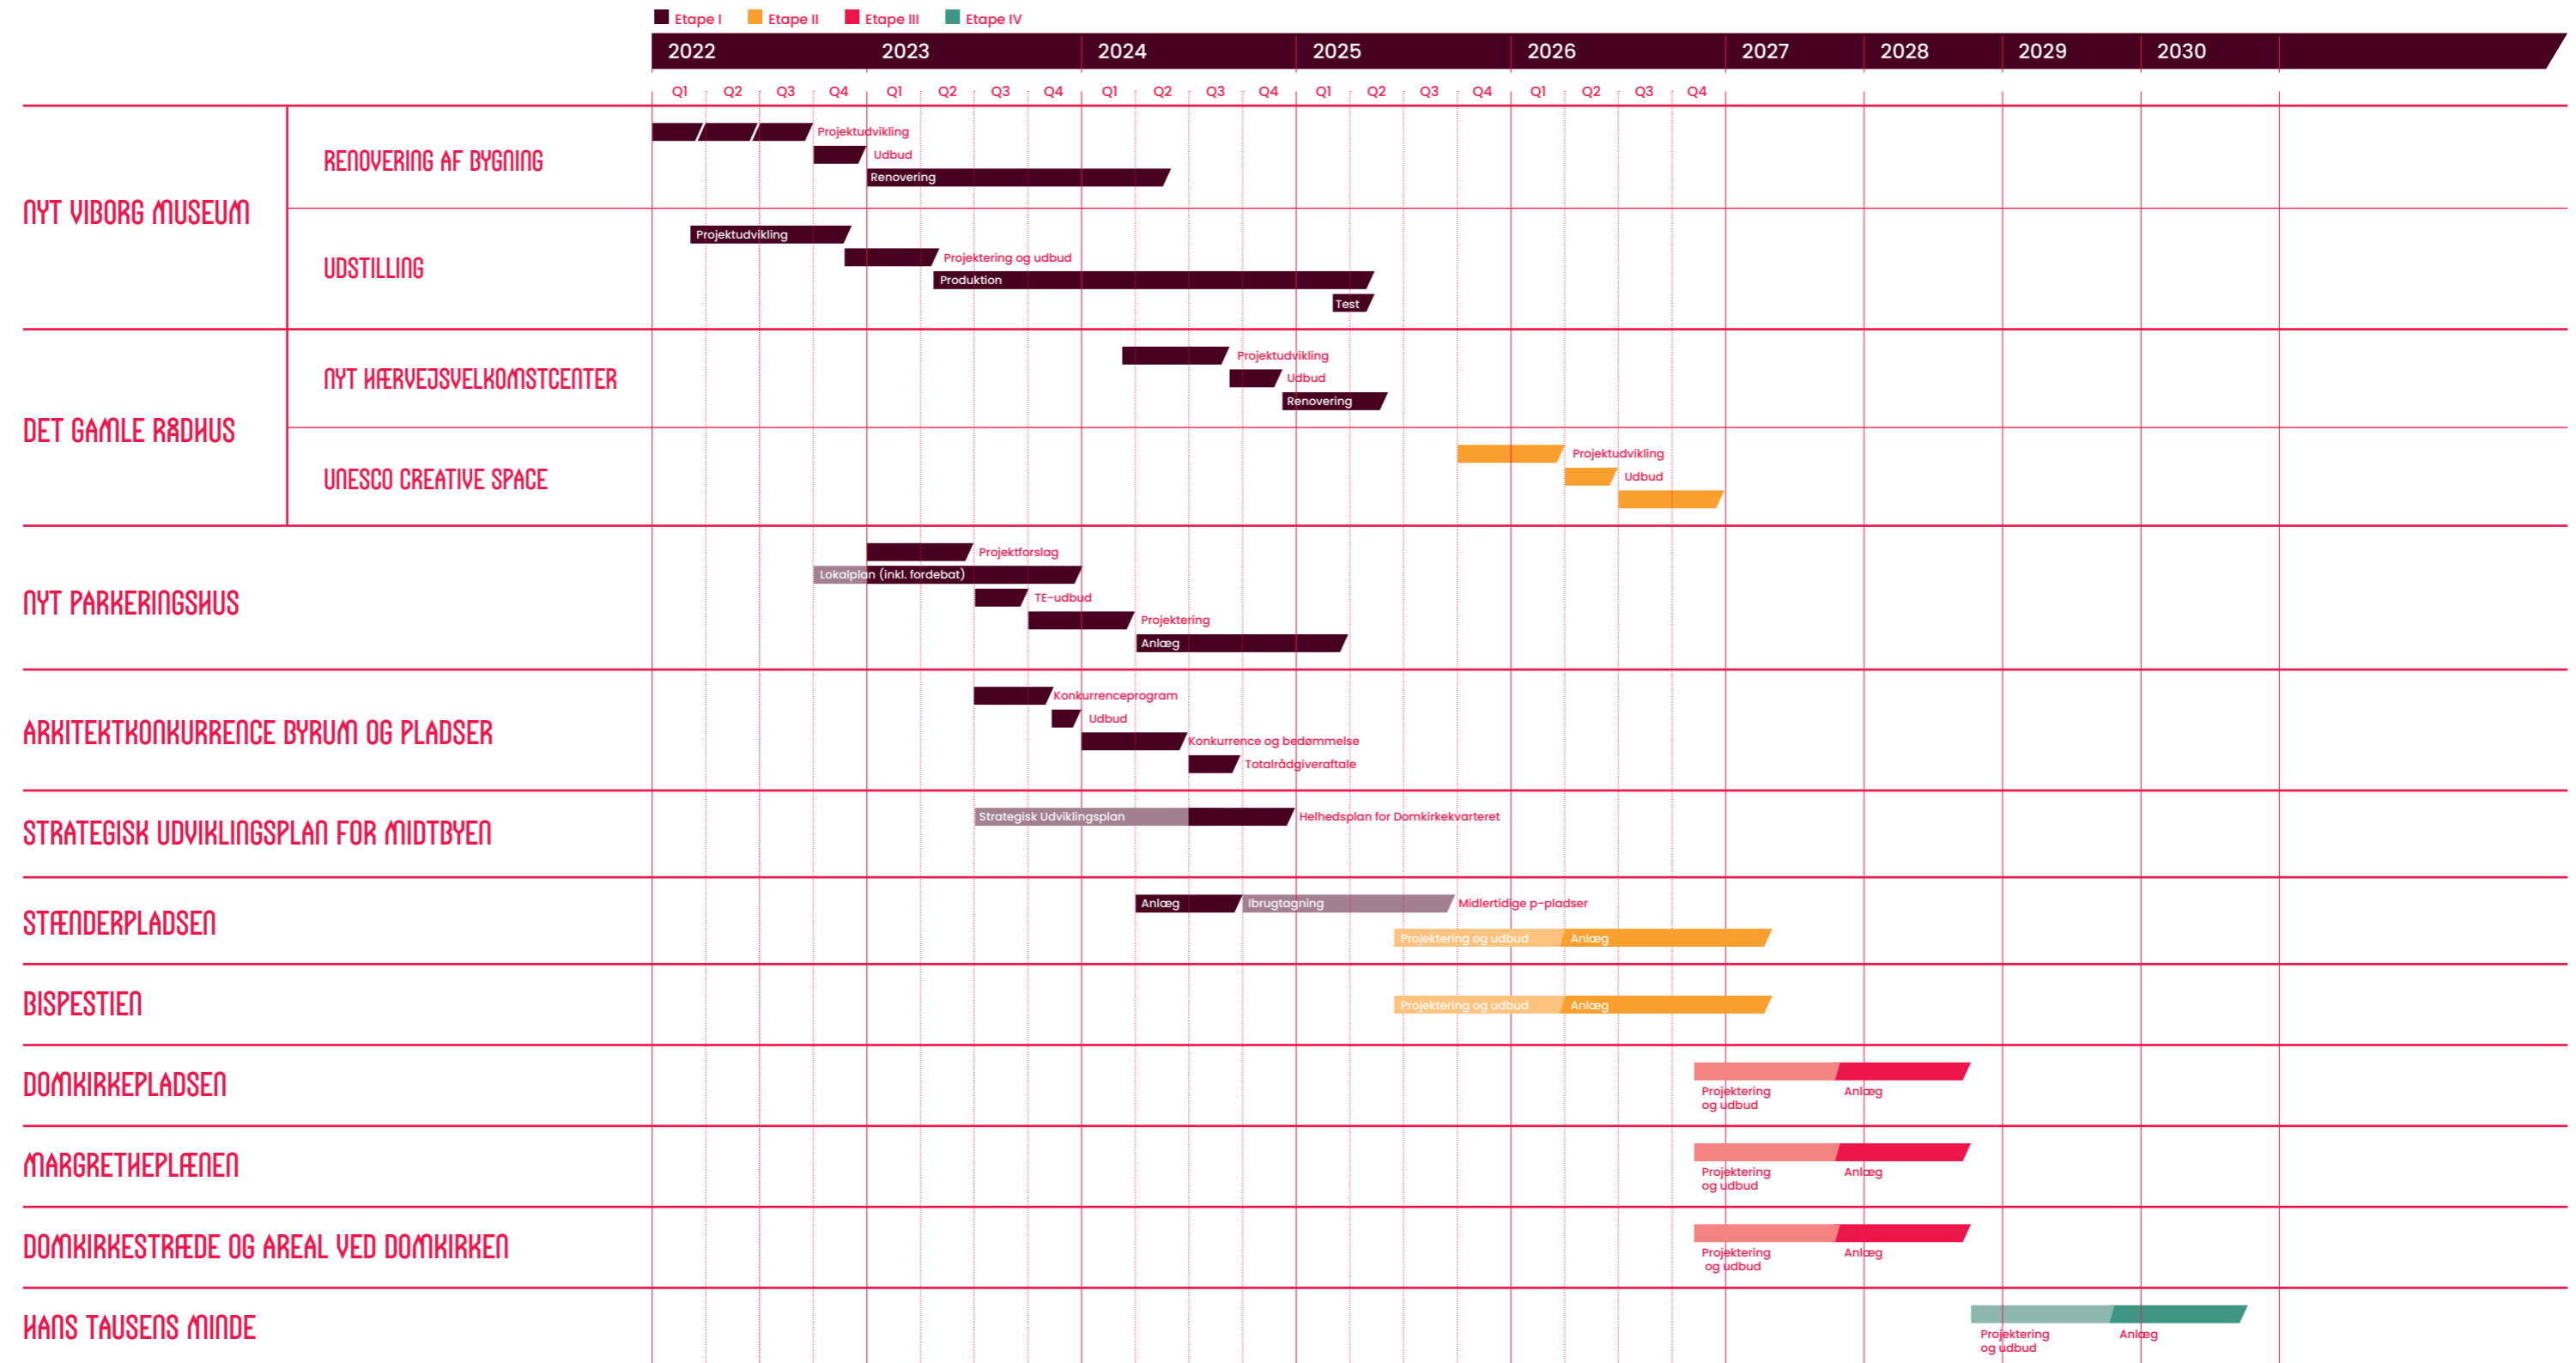 Etape I Etape II Etape III Etape IV
2022 2023 2024 2025 2026 2027 2028 2029 2030
Q1 Q2 Q3 Q4 Q1 Q2 Q3 Q4 Q1 Q2 Q3 Q4 Q1 Q2 Q3 Q4 Q1 Q2 Q3 Q4
NYT VIBORG MUSEUM
RENOVERING AF BYGNING
Projektudvikling
Udbud
Renovering
UDSTILLING
Projektudvikling
Projektering og udbud
Produktion
Test
DET GAMLE RÅDHUS
NYT HÆRVEJSVELKOMSTCENTER
Projektudvikling
Udbud
Renovering
UNESCO CREATIVE SPACE
Projektudvikling
Udbud
NYT PARKERINGSHUS
Projektforslag
Lokalplan (inkl. fordebat)
TE-udbud
Projektering
Anlæg
ARKITEKTKONKURRENCE BYRUM OG PLADSER
Konkurrenceprogram
Udbud
Konkurrence og bedømmelse
Totalrådgiveraftale
STRATEGISK UDVIKLINGSPLAN FOR MIDTBYEN
Strategisk Udviklingsplan Helhedsplan for Domkirkekvarteret
STÆNDERPLADSEN
Anlæg Ibrugtagning Midlertidige p-pladser
Projektering og udbud Anlæg
BISPESTIEN
Projektering og udbud Anlæg
DOMKIRKEPLADSEN
Projektering Anlæg
og udbud
MARGRETHEPLÆNEN
Projektering Anlæg
og udbud
DOMKIRKESTRÆDE OG AREAL VED DOMKIRKEN
Projektering Anlæg
og udbud
HANS TAUSENS MINDE
Projektering Anlæg
og udbud